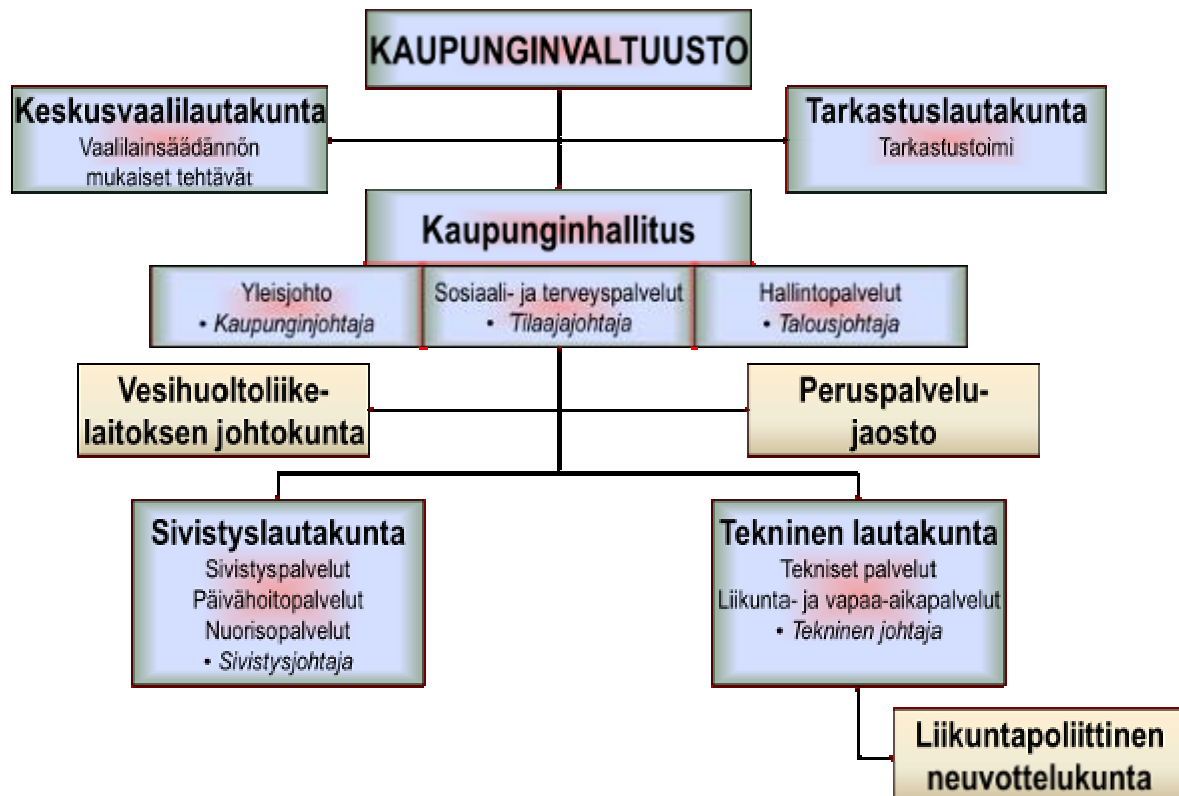 KAUPUNGINVALTUUSTO
Keskusvaalilautakunta
Vaalilainsäädännön
mukaiset tehtävät
Tarkastuslautakunta
Tarkastustoimi
Kaupunginhallitus
Yleisjohto
• Kaupunginjohtaja
Sosiaali- ja terveyspalvelut
• Tilaajajohtaja
Hallintopalvelut
• Talousjohtaja
Vesihuoltoliike-
laitoksen johtokunta
Peruspalvelu-
jaosto
Sivistyslautakunta
Sivistyspalvelut
Päivähoitopalvelut
Nuorisopalvelut
• Sivistysjohtaja
Tekninen lautakunta
Tekniset palvelut
Liikunta- ja vapaa-aikapalvelut
• Tekninen johtaja
Liikuntapoliittinen
neuvottelukunta